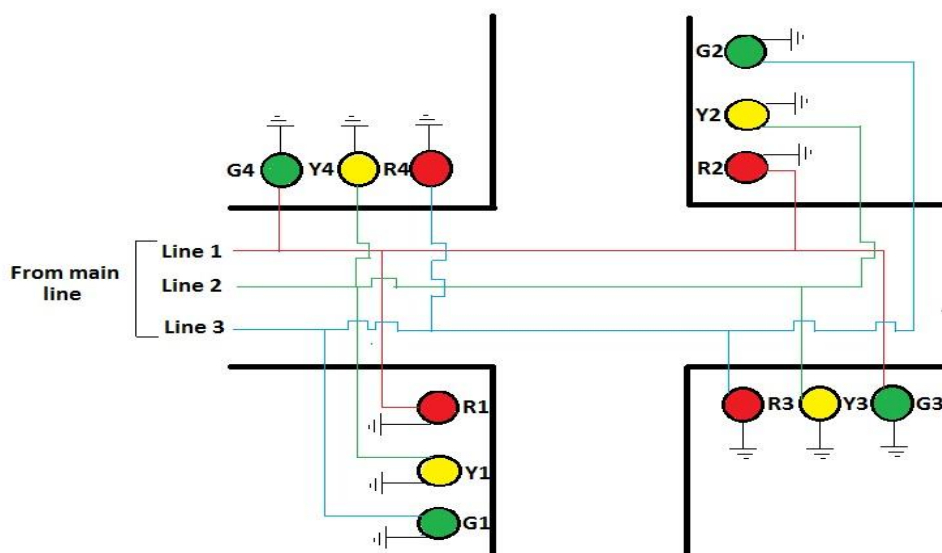 G2
Y2
G4 Y4 R4
R2
Line 1
From main
line
Line 2
Line 3
R1
R3 Y3 G3
Y1
G1